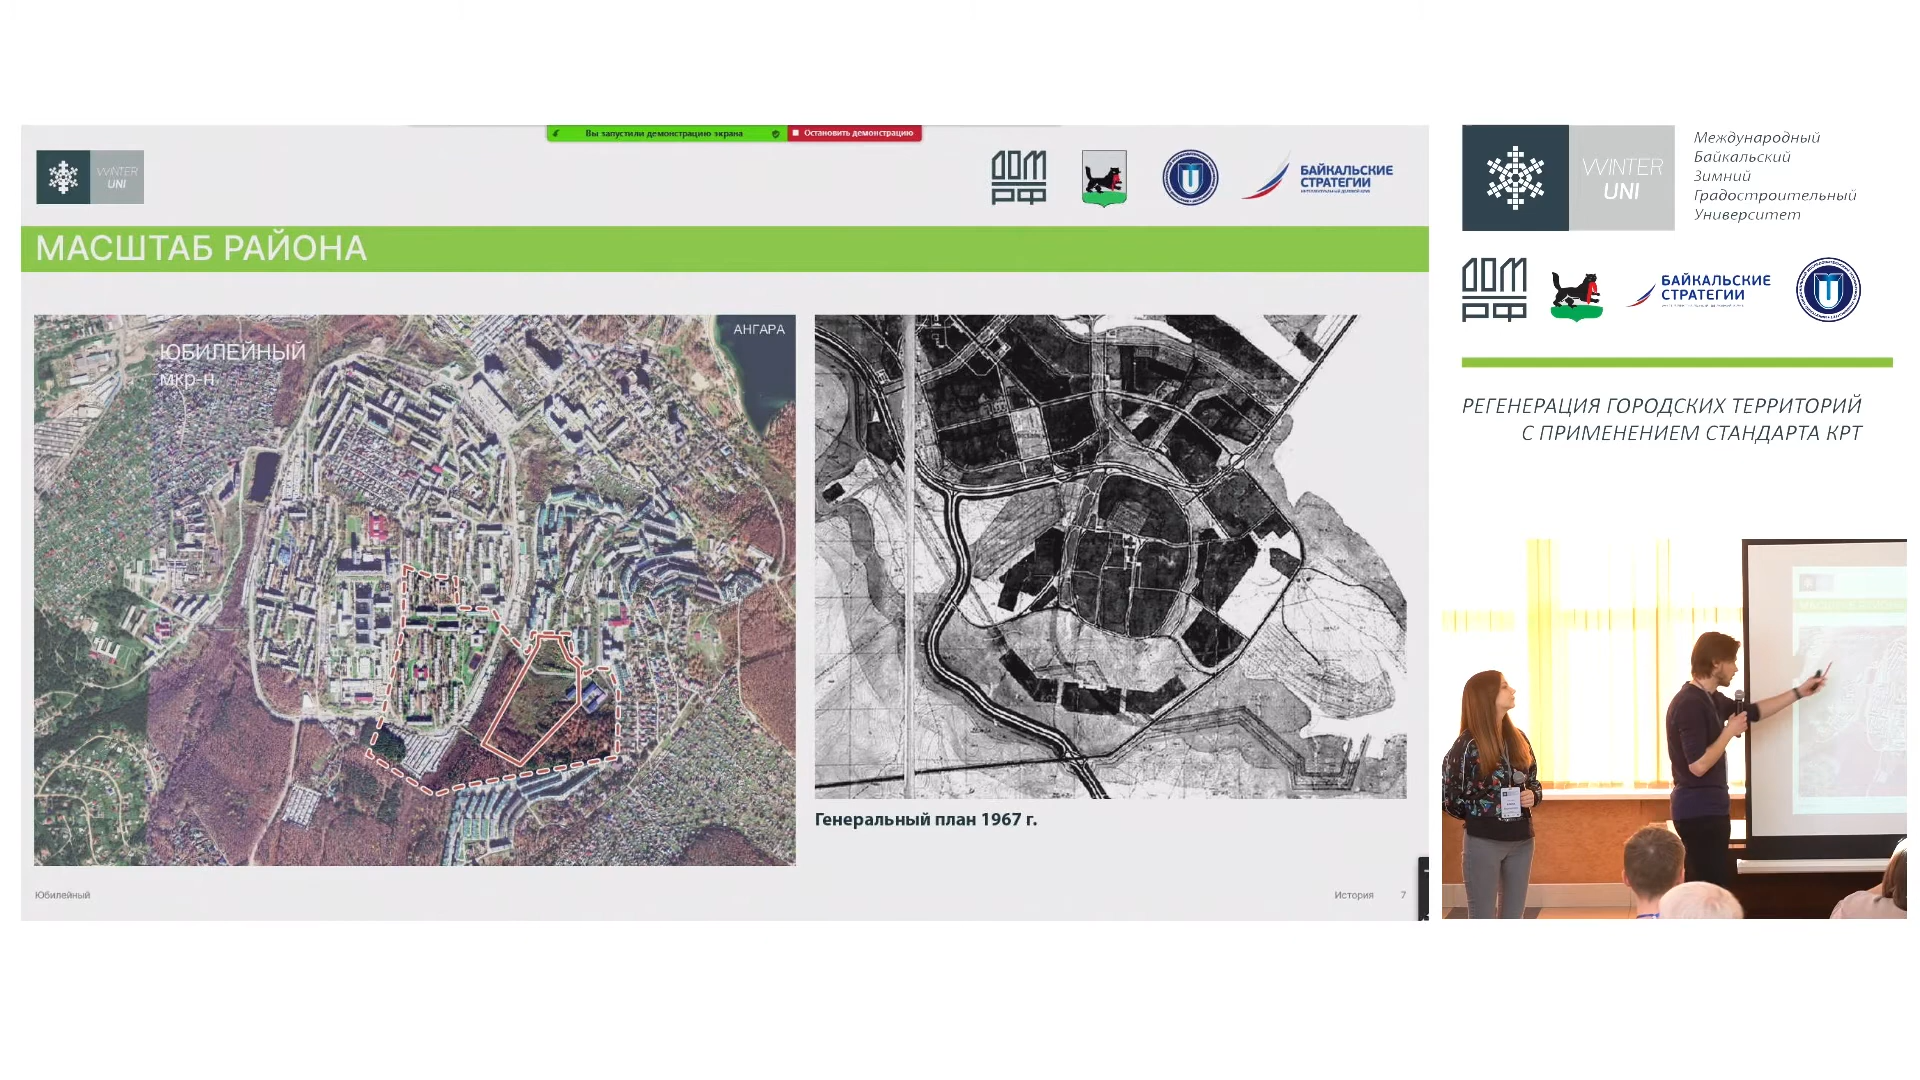 Вы запустили демонстрацию экрана
Остановить демонстрацию
WINTER
UNI
ДОМ
РФ
БАЙКАЛЬСКИЕ
СТРАТЕГИИ
МАСШТАБ РАЙОНА
ЮБИЛЕЙНЫЙ
мкр-н
АНГАРА
Генеральный план 1967 г.
Юбилейный
История 7
WINTER
UNI
Международный
Байкальский
Зимний
Градостроительный
Университет
ДОМ
РФ
БАЙКАЛЬСКИЕ
СТРАТЕГИИ
РЕГЕНЕРАЦИЯ ГОРОДСКИХ ТЕРРИТОРИЙ
С ПРИМЕНЕНИЕМ СТАНДАРТА КРТ